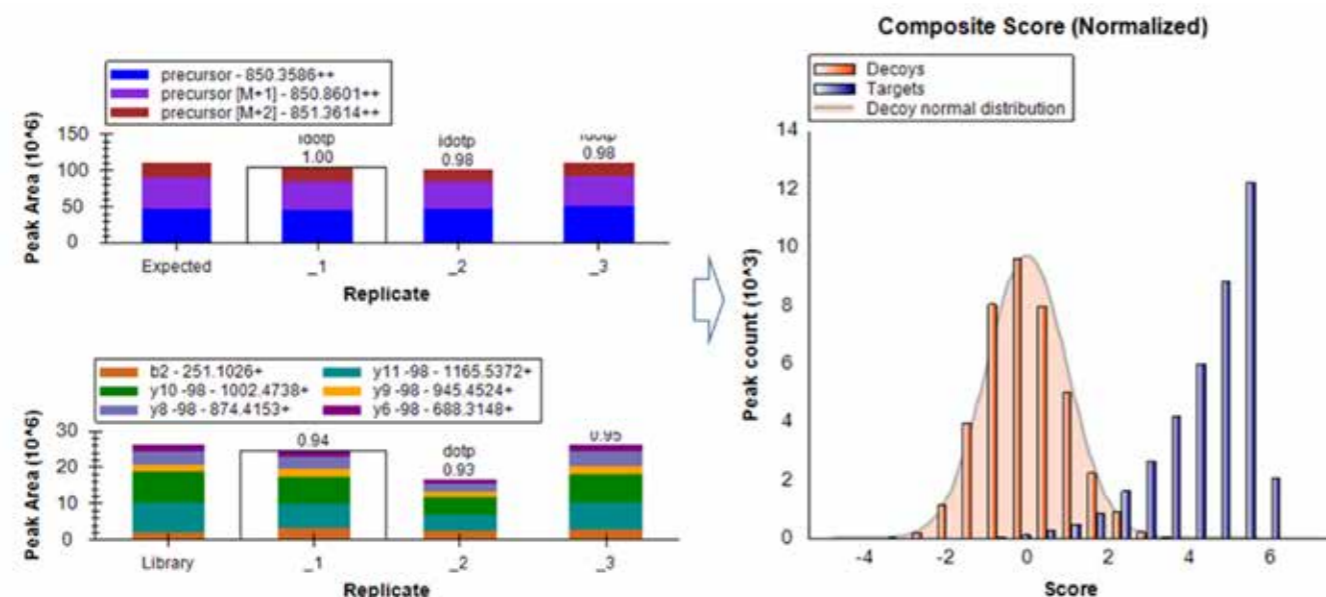 precursor - 850.3586++
precursor [M+1] - 850.8601++
precursor [M+2] - 851.3614++
Peak Area (10^6)
150
100
50
0
idotp
1.00
idotp
0.98
idotp
0.98
Expected
_1
_2
_3
Replicate
b2 - 251.1026+
y11 -98 - 1165.5372+
y10 -98 - 1002.4738+
y9 -98 - 945.4524+
y8 -98 - 874.4153+
y6 -98 - 688.3148+
Peak Area (10^6)
30
20
10
0
0.94
dotp
0.93
0.95
Library
_1
_2
_3
Replicate
Composite Score (Normalized)
Decoys
Targets
Decoy normal distribution
Peak count (10^3)
14
12
10
8
6
4
2
0
-4
-2
0
2
4
6
Score